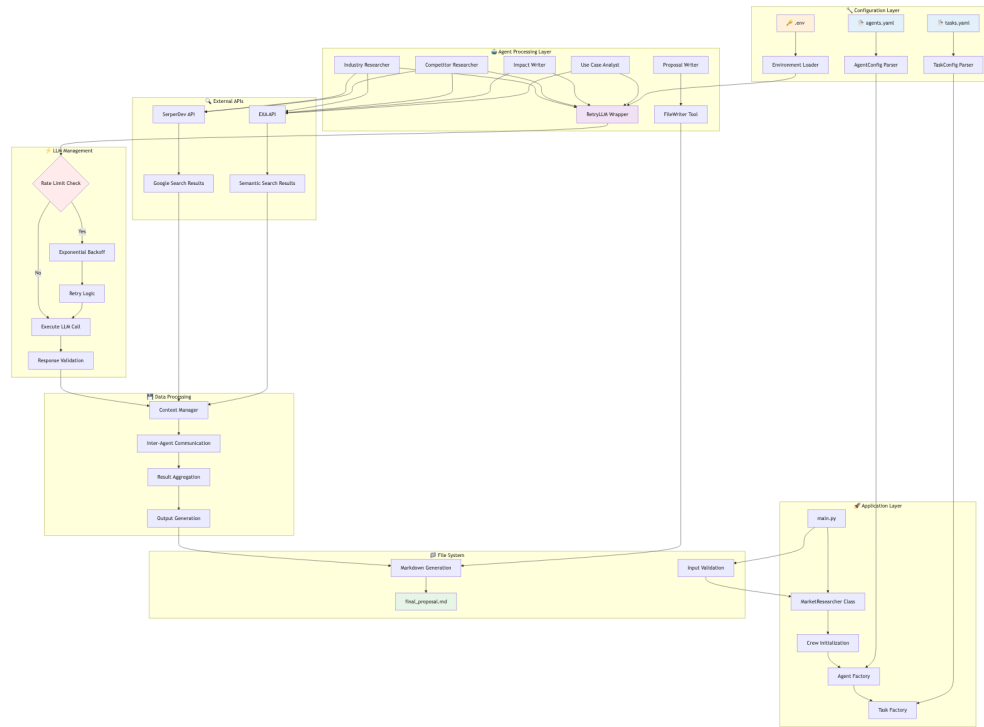 🔧 Configuration Layer
🔑 .env
📝 agents.yaml
📝 tasks.yaml
Environment Loader
AgentConfig Parser
TaskConfig Parser
🤖 Agent Processing Layer
Industry Researcher
Competitor Researcher
Impact Writer
Use Case Analyst
Proposal Writer
RetryLLM Wrapper
FileWriter Tool
🔍 External APIs
SerperDev API
EXA API
Google Search Results
Semantic Search Results
⚡ LLM Management
Rate Limit Check
Yes
Exponential Backoff
No
Retry Logic
Execute LLM Call
Response Validation
💾 Data Processing
Context Manager
Inter-Agent Communication
Result Aggregation
Output Generation
File System
Markdown Generation
Input Validation
final_proposal.md
🚀 Application Layer
main.py
MarketResearcher Class
Crew Initialization
Agent Factory
Task Factory